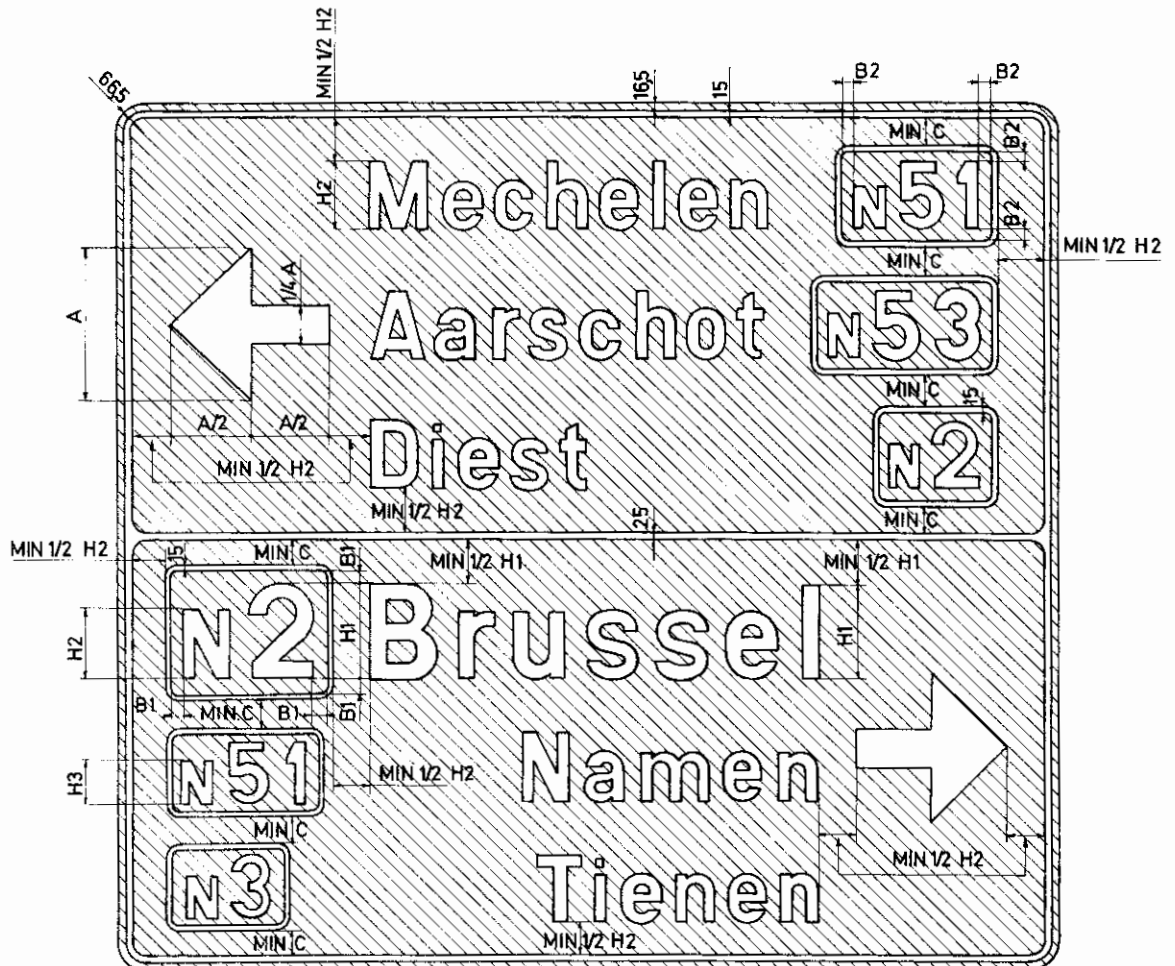 MIN 1/2 H2
66,5
16,5
15
B2
B2
MIN C
B2
H2
Mechelen
N51
B2
MIN 1/2 H2
MIN C
A
1/4 A
Aarschot
N53
MIN C
15
A/2
A/2
MIN 1/2 H2
Diest
N2
MIN 1/2 H2
25
MIN C
MIN 1/2 H2
15
MIN C
B1
MIN 1/2 H1
MIN 1/2 H1
H2
N2
H1
Brussel
H1
B1
MIN C
B1
B1
H3
N51
MIN 1/2 H2
Namen
MIN C
MIN 1/2 H2
N3
Tienen
MIN C
MIN 1/2 H2